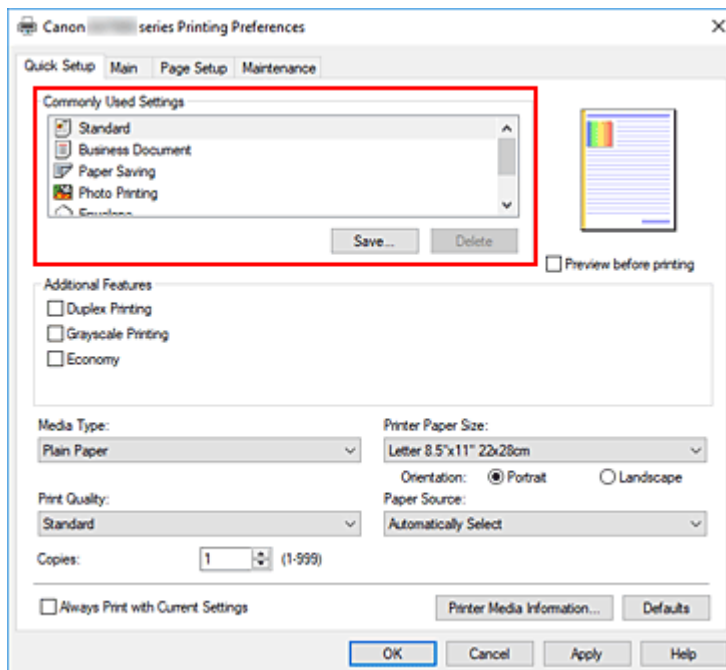 Canon series Printing Preferences
Quick Setup Main Page Setup Maintenance
Commonly Used Settings
Standard
Business Document
Paper Saving
Photo Printing
Envelope
Save... Delete
Preview before printing
Additional Features
Duplex Printing
Grayscale Printing
Economy
Media Type: Printer Paper Size:
Plain Paper Letter 8.5"x11" 22x28cm
Orientation: Portrait Landscape
Print Quality: Paper Source:
Standard Automatically Select
Copies: 1 (1-999)
Always Print with Current Settings Printer Media Information... Defaults
OK Cancel Apply Help